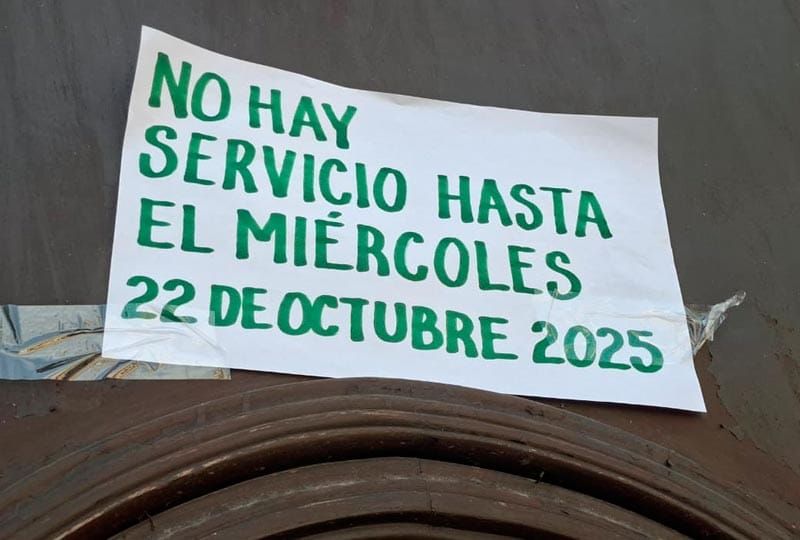 NO HAY
SERVICIO HASTA
EL MIÉRCOLES
22 DE OCTUBRE 2025